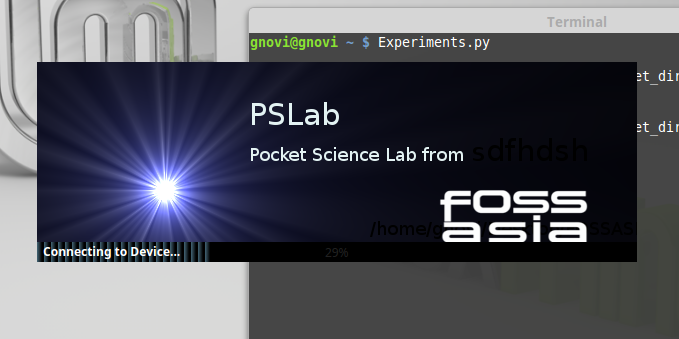 Terminal
gnovi@gnovi ~ $ Experiments.py
et_dir
PSLab
et_dir
Pocket Science Lab from sdfhdsh
foss
asia
/home/g SSAS
Connecting to Device... 29%